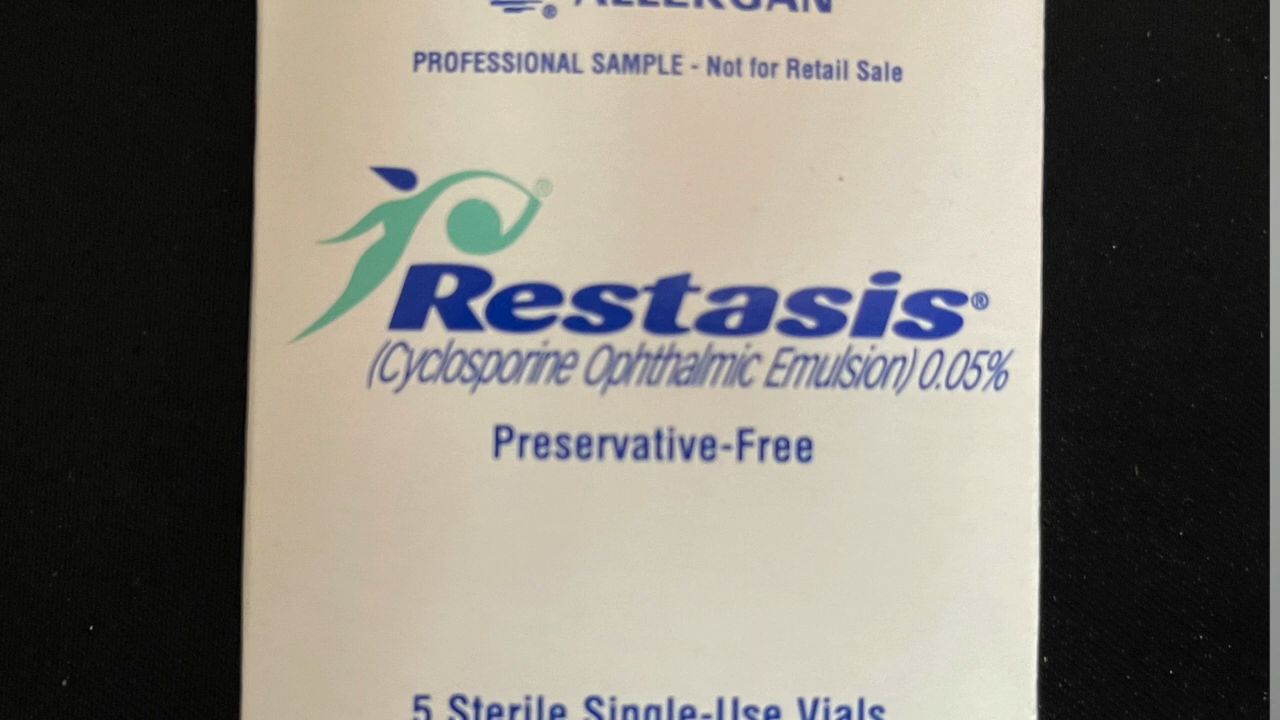 ALLERGAN
PROFESSIONAL SAMPLE - Not for Retail Sale
Restasis®
(Cyclosporine Ophthalmic Emulsion) 0.05%
Preservative-Free
5 Sterile Single-Use Vials